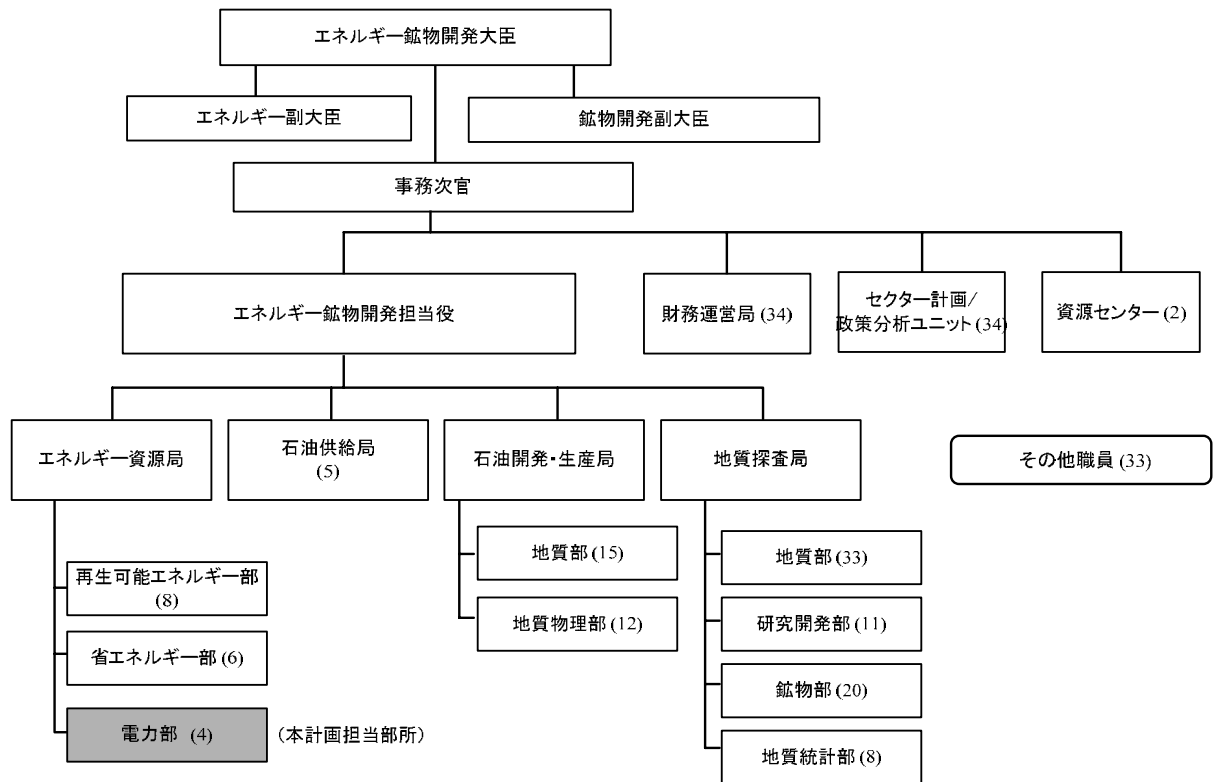 エネルギー鉱物開発大臣
エネルギー副大臣
鉱物開発副大臣
事務次官
エネルギー鉱物開発担当役
財務運営局 (34)
セクター計画/
政策分析ユニット (34)
資源センター (2)
エネルギー資源局
石油供給局
(5)
石油開発・生産局
地質探査局
その他職員 (33)
再生可能エネルギー部
(8)
省エネルギー部 (6)
電力部 (4)
（本計画担当部所）
地質部 (15)
地質物理部 (12)
地質部 (33)
研究開発部 (11)
鉱物部 (20)
地質統計部 (8)